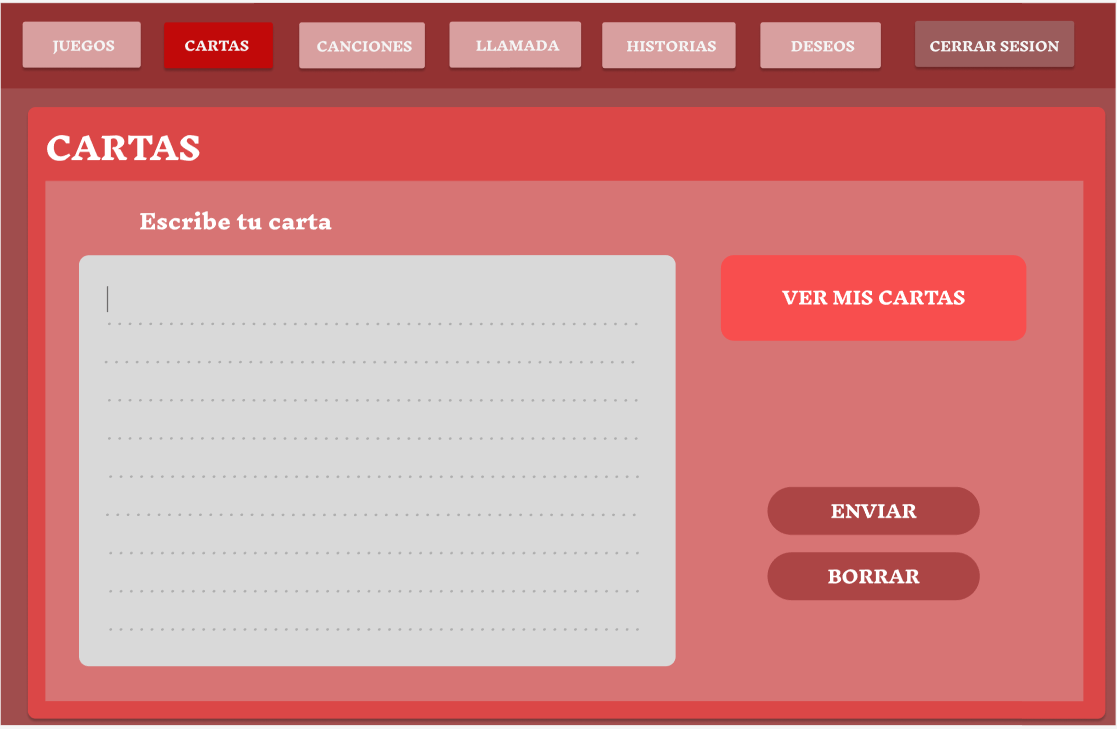 JUEGOS CARTAS CANCIONES LLAMADA HISTORIAS DESEOS CERRAR SESION
CARTAS
Escribe tu carta
VER MIS CARTAS
ENVIAR
BORRAR